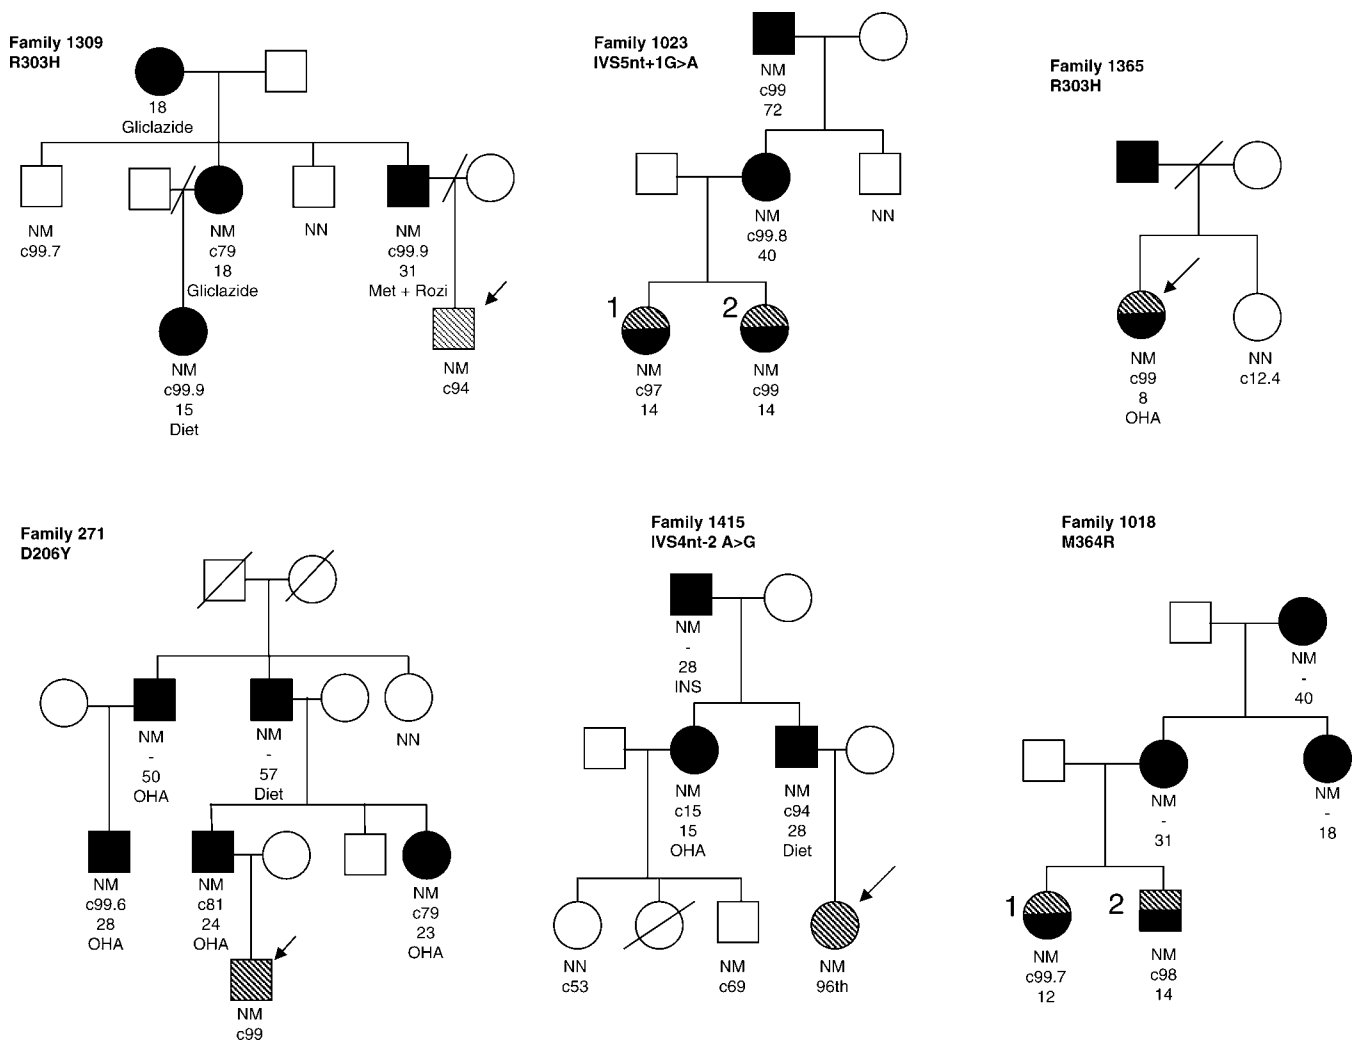 Family 1309
R303H
18
Gliclazide
NM
c99.7
NM
c79
18
Gliclazide
NN
NM
c99.9
31
Met + Rozi
NM
c99.9
15
Diet
NM
c94
Family 1023
IVS5nt+1G>A
NM
c99
72
NM
c99.8
40
NN
1
NM
c97
14
2
NM
c99
14
Family 1365
R303H
NM
c99
8
OHA
NN
c12.4
Family 271
D206Y
NM
-
50
OHA
NM
-
57
Diet
NN
NM
c99.6
28
OHA
NM
c81
24
OHA
NM
c79
23
OHA
NM
c99
Family 1415
IVS4nt-2 A>G
NM
-
28
INS
NM
c15
15
OHA
NM
c94
28
Diet
NN
c53
NM
c69
NM
96th
Family 1018
M364R
NM
-
40
NM
-
31
NM
-
18
1
NM
c99.7
12
2
NM
c98
14